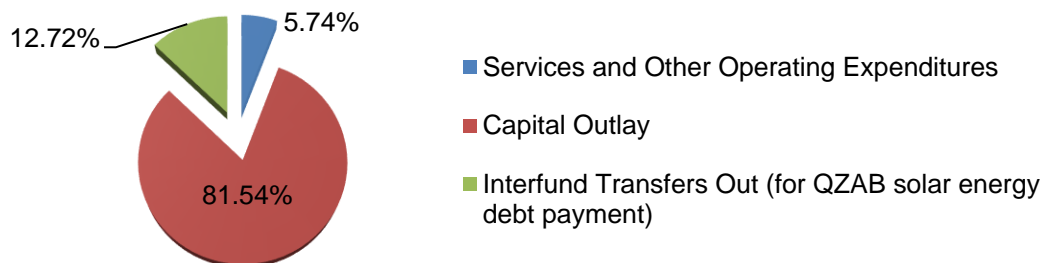 5.74%
12.72%
81.54%
Services and Other Operating Expenditures
Capital Outlay
Interfund Transfers Out (for QZAB solar energy
debt payment)